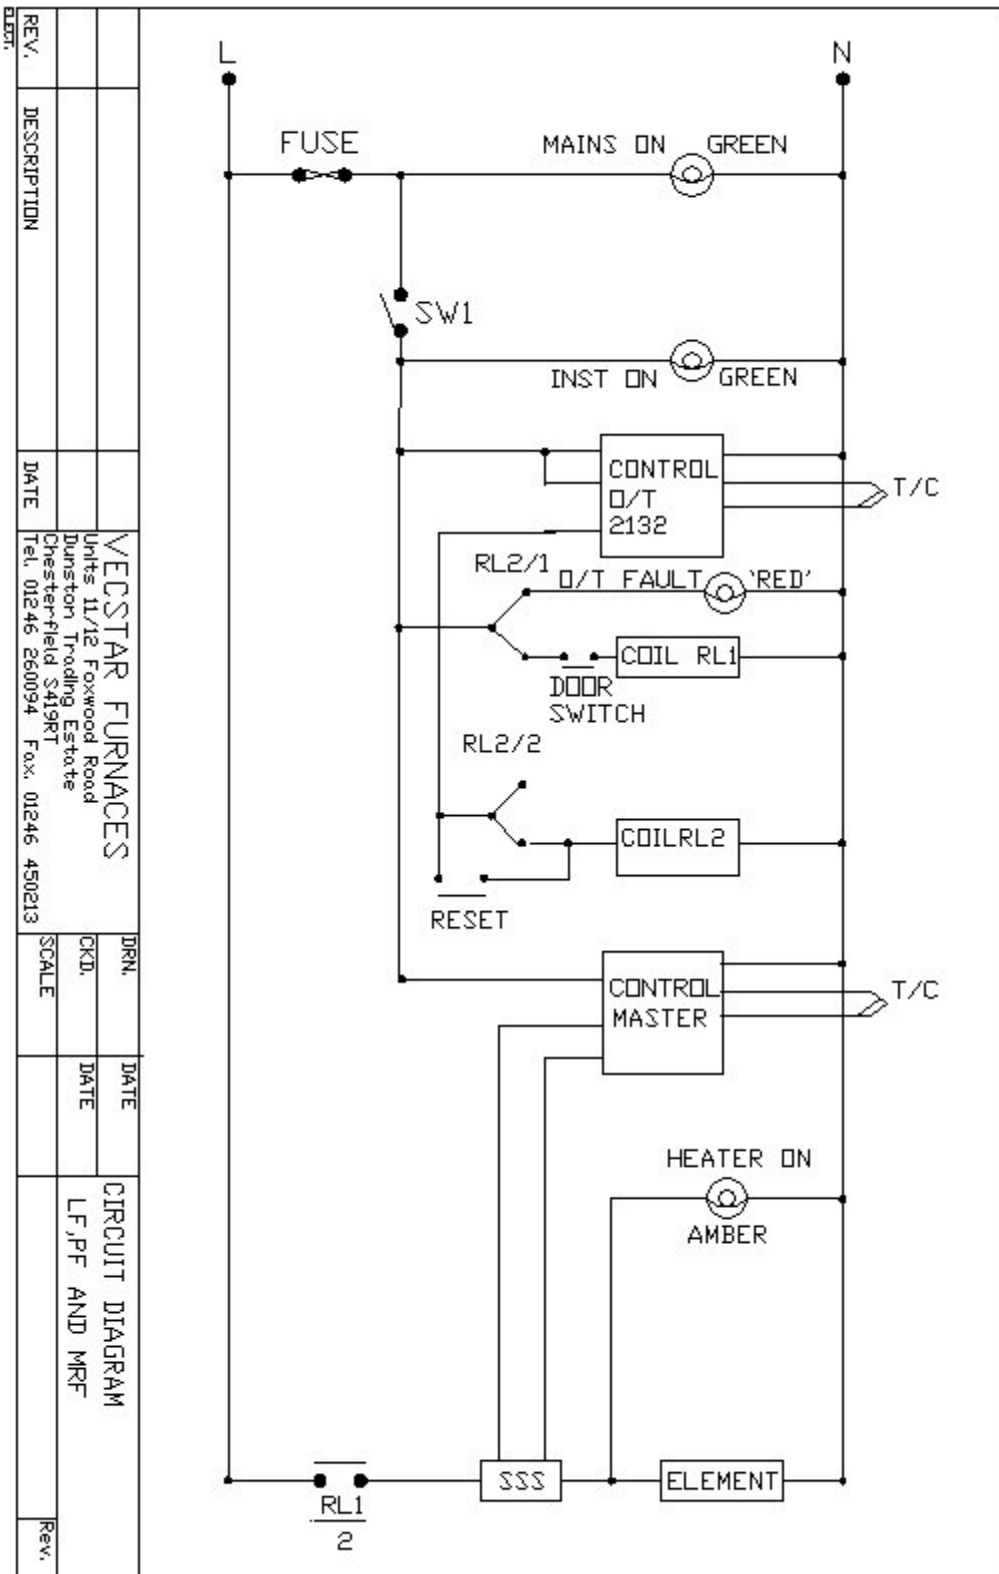 L
N
FUSE
MAINS ON GREEN
SW1
INST ON GREEN
CONTROL
O/T
2132
T/C
RL2/1
O/T FAULT 'RED'
COIL RL1
DOOR
SWITCH
RL2/2
COILRL2
RESET
CONTROL
MASTER
T/C
HEATER ON
AMBER
SSS
ELEMENT
RL1
2
ELECT.
REV. DESCRIPTION DATE
VECSTAR FURNACES
Units 11/12 Foxwood Road
Dunston Trading Estate
Chesterfield S419RT
Tel. 01246 260094 Fax. 01246 450213
DRN. DATE
CKD. DATE
SCALE
CIRCUIT DIAGRAM
LF,PF AND MRF
Rev.